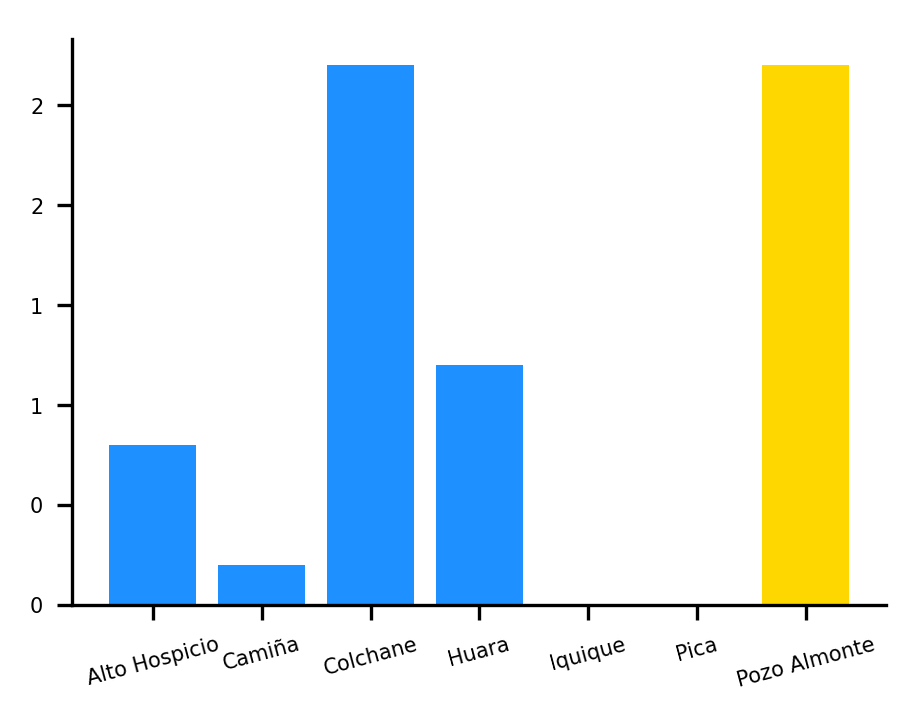 2
2
1
1
0
0
Alto Hospicio
Camiña
Colchane
Huara
Iquique
Pica
Pozo Almonte